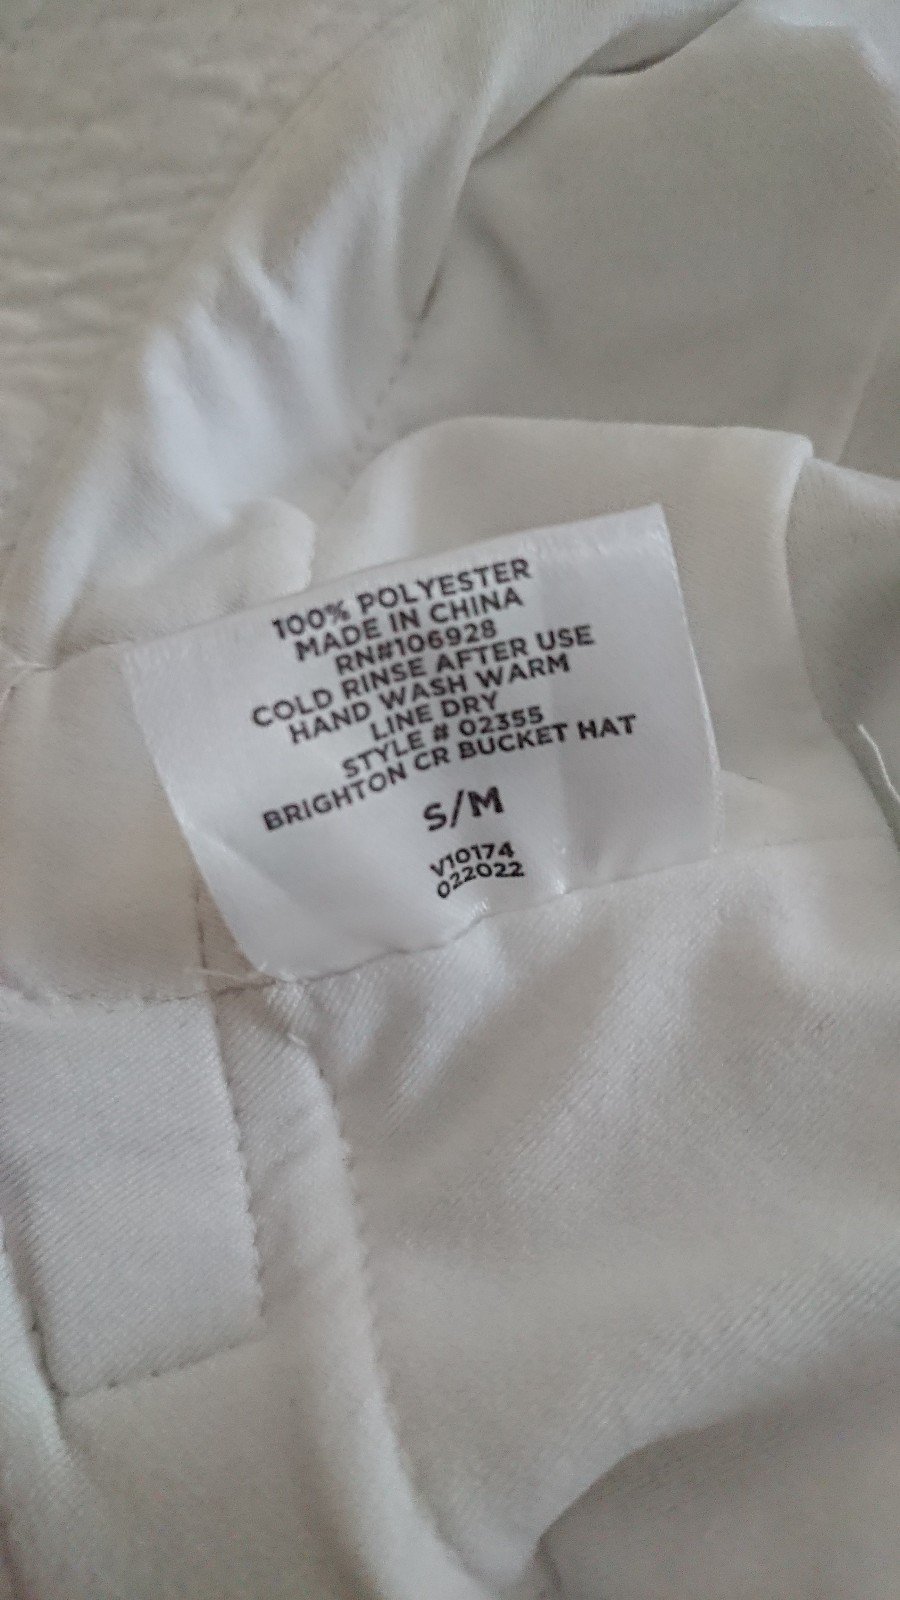 100% POLYESTER
MADE IN CHINA
RN#106928
COLD RINSE AFTER USE
HAND WASH WARM
LINE DRY
STYLE # 02355
BRIGHTON CR BUCKET HAT
S/M
V10174
022022